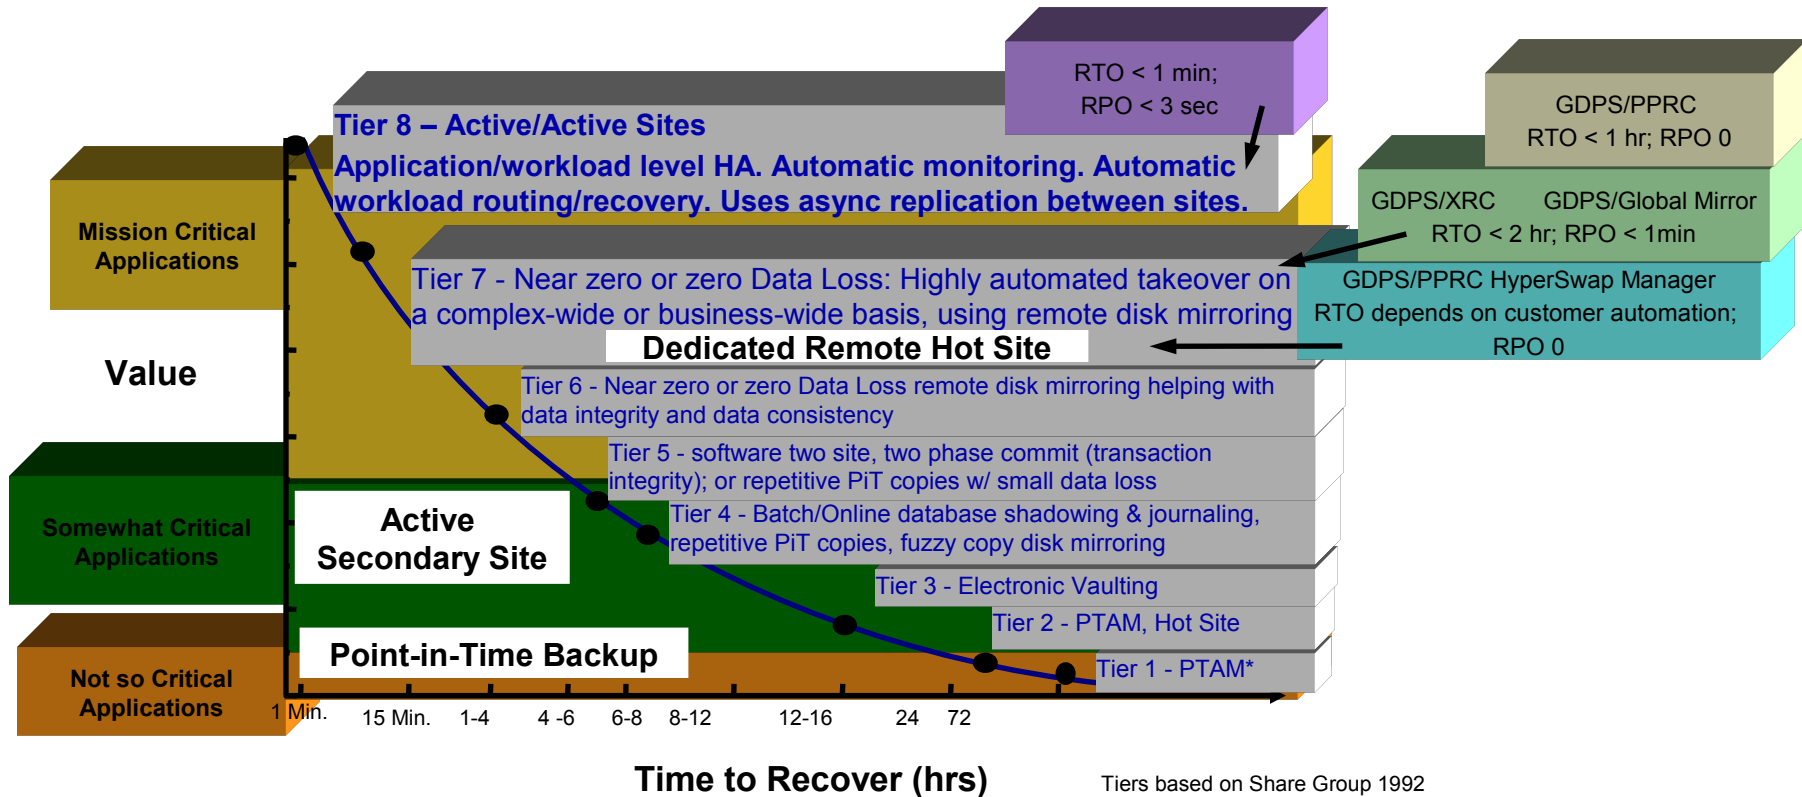 RTO < 1 min;
RPO < 3 sec
GDPS/PPRC
RTO < 1 hr; RPO 0
Tier 8 – Active/Active Sites
Application/workload level HA. Automatic monitoring. Automatic
workload routing/recovery. Uses async replication between sites.
GDPS/XRC GDPS/Global Mirror
RTO < 2 hr; RPO < 1min
Mission Critical
Applications
Tier 7 - Near zero or zero Data Loss: Highly automated takeover on
a complex-wide or business-wide basis, using remote disk mirroring
Dedicated Remote Hot Site
GDPS/PPRC HyperSwap Manager
RTO depends on customer automation;
RPO 0
Value
Tier 6 - Near zero or zero Data Loss remote disk mirroring helping with
data integrity and data consistency
Tier 5 - software two site, two phase commit (transaction
integrity); or repetitive PiT copies w/ small data loss
Somewhat Critical
Applications
Active
Secondary Site
Tier 4 - Batch/Online database shadowing & journaling,
repetitive PiT copies, fuzzy copy disk mirroring
Tier 3 - Electronic Vaulting
Tier 2 - PTAM, Hot Site
Point-in-Time Backup
Tier 1 - PTAM*
Not so Critical
Applications
1 Min. 15 Min. 1-4 4 -6 6-8 8-12 12-16 24 72
Time to Recover (hrs)
Tiers based on Share Group 1992